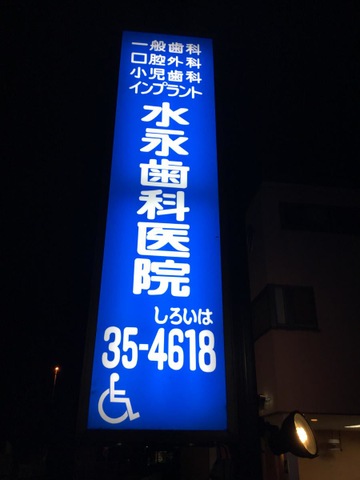 一般歯科
口腔外科
小児歯科
インプラント
水永歯科医院
しろいは
35-4618